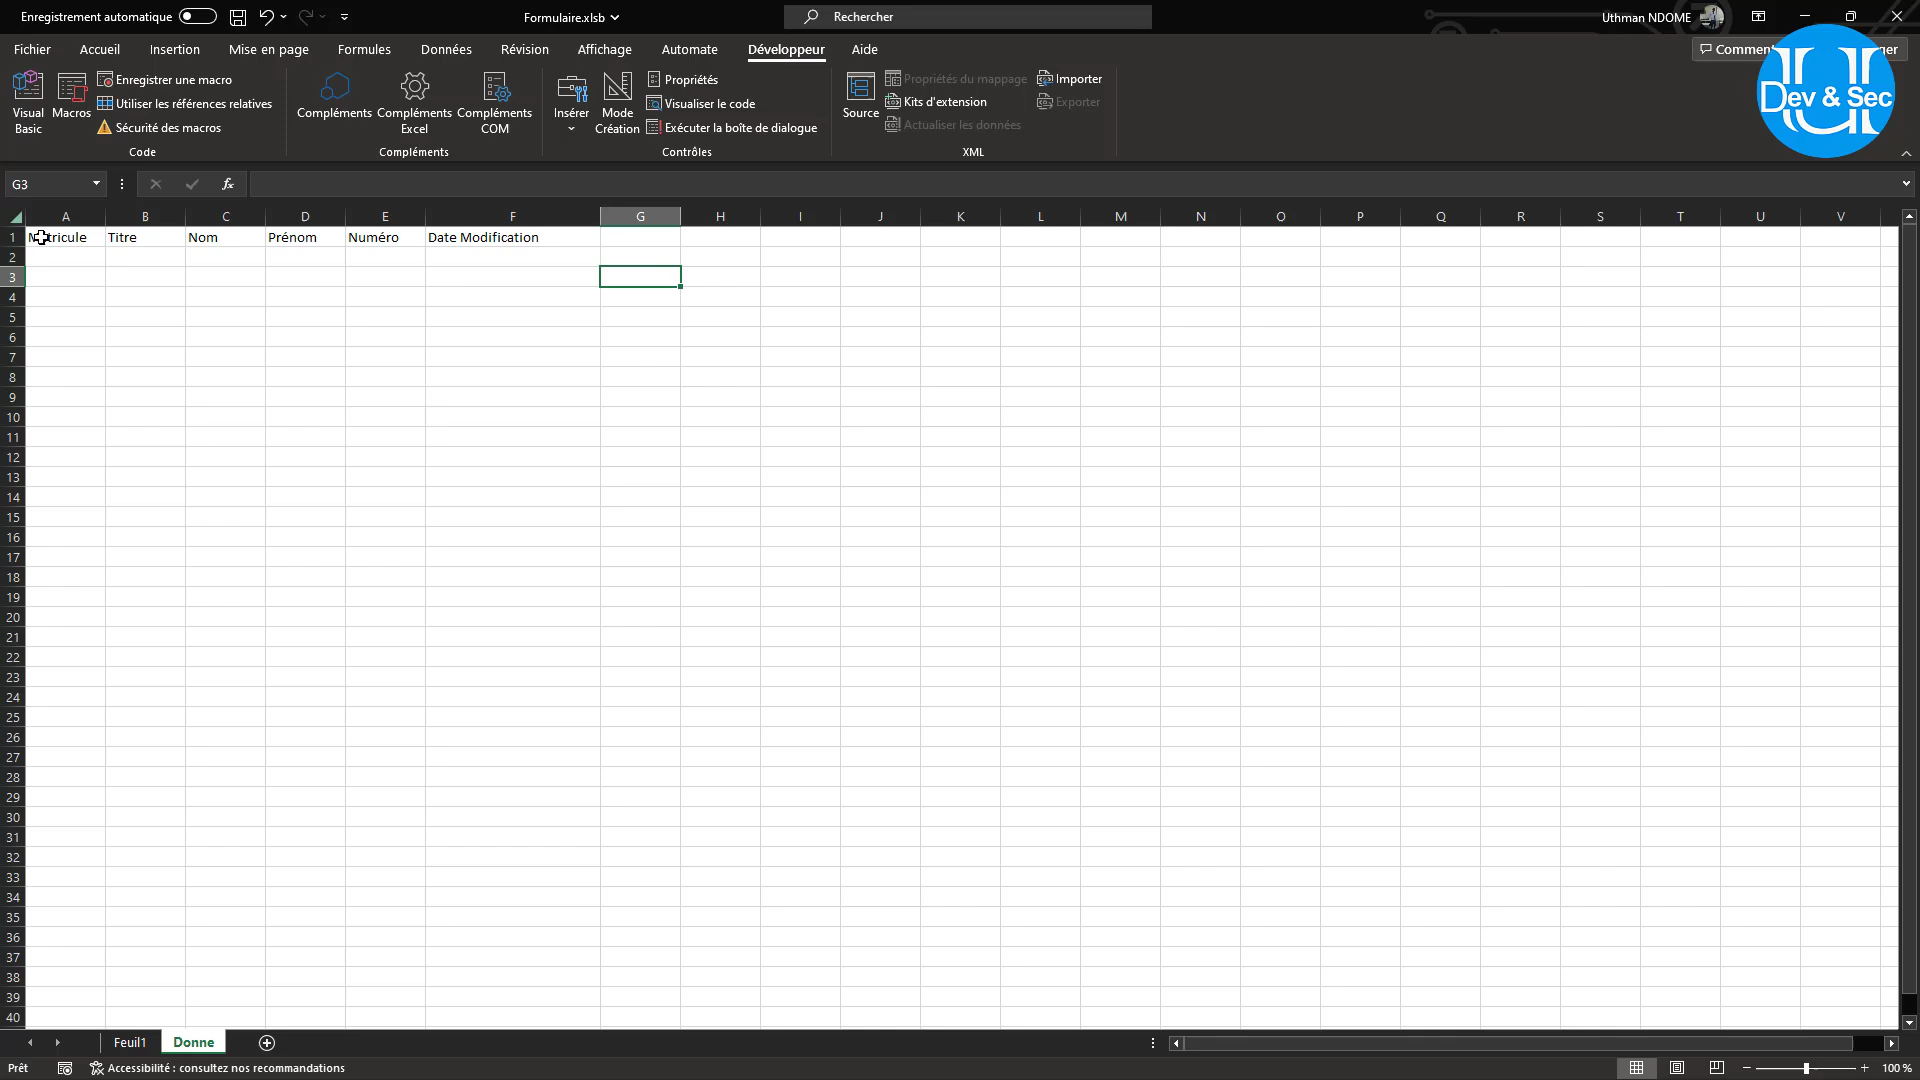 Enregistrement automatique
Formulaire.xlsb
Rechercher
Uthman NDOME
Fichier Accueil Insertion Mise en page Formules Données Révision Affichage Automate Développeur Aide
Visual Basic
Macros
Enregistrer une macro
Utiliser les références relatives
Sécurité des macros
Code
Compléments
Compléments Excel
Compléments COM
Compléments
Insérer
Mode Création
Propriétés
Visualiser le code
Exécuter la boîte de dialogue
Contrôles
Source
Propriétés du mappage
Kits d'extension
Actualiser les données
Importer
Exporter
XML
Dev & Sec
G3
fx
A B C D E F G H I J K L M N O P Q R S T U V
1 Matricule Titre Nom Prénom Numéro Date Modification
2
3
4
5
6
7
8
9
10
11
12
13
14
15
16
17
18
19
20
21
22
23
24
25
26
27
28
29
30
31
32
33
34
35
36
37
38
39
40
Feuil1 Donne
Prêt
Accessibilité : consultez nos recommandations
100 %